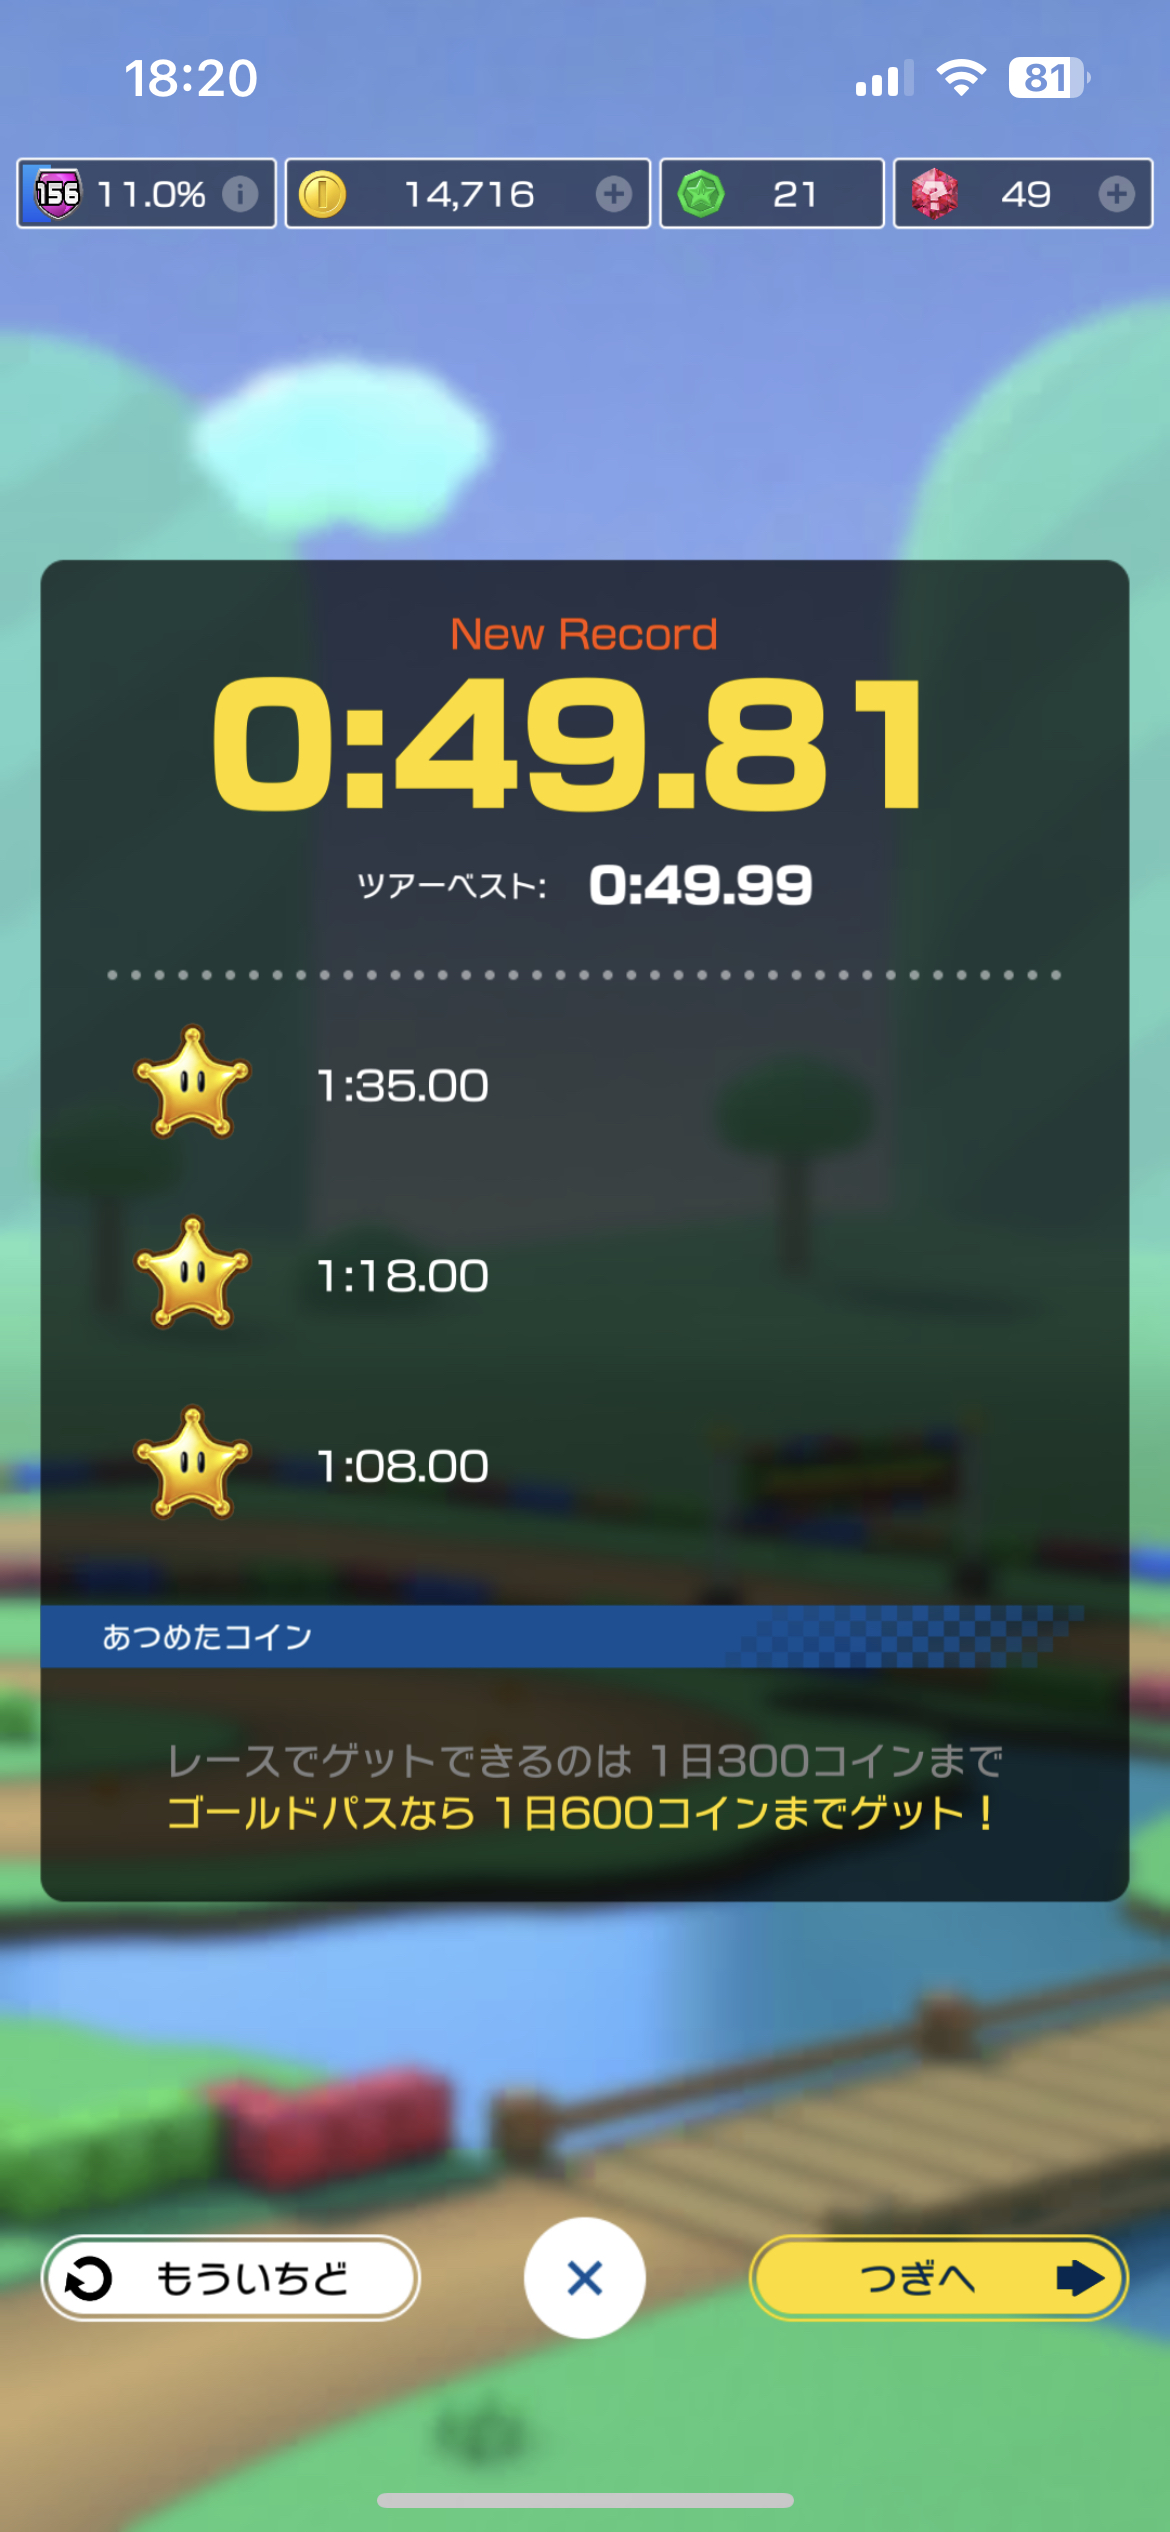 18:20
81
156 11.0% i
14,716 +
21
? 49 +
New Record
0:49.81
ツアーベスト: 0:49.99
1:35.00
1:18.00
1:08.00
あつめたコイン
レースでゲットできるのは 1日300コインまで
ゴールドパスなら 1日600コインまでゲット！
もういちど
つぎへ